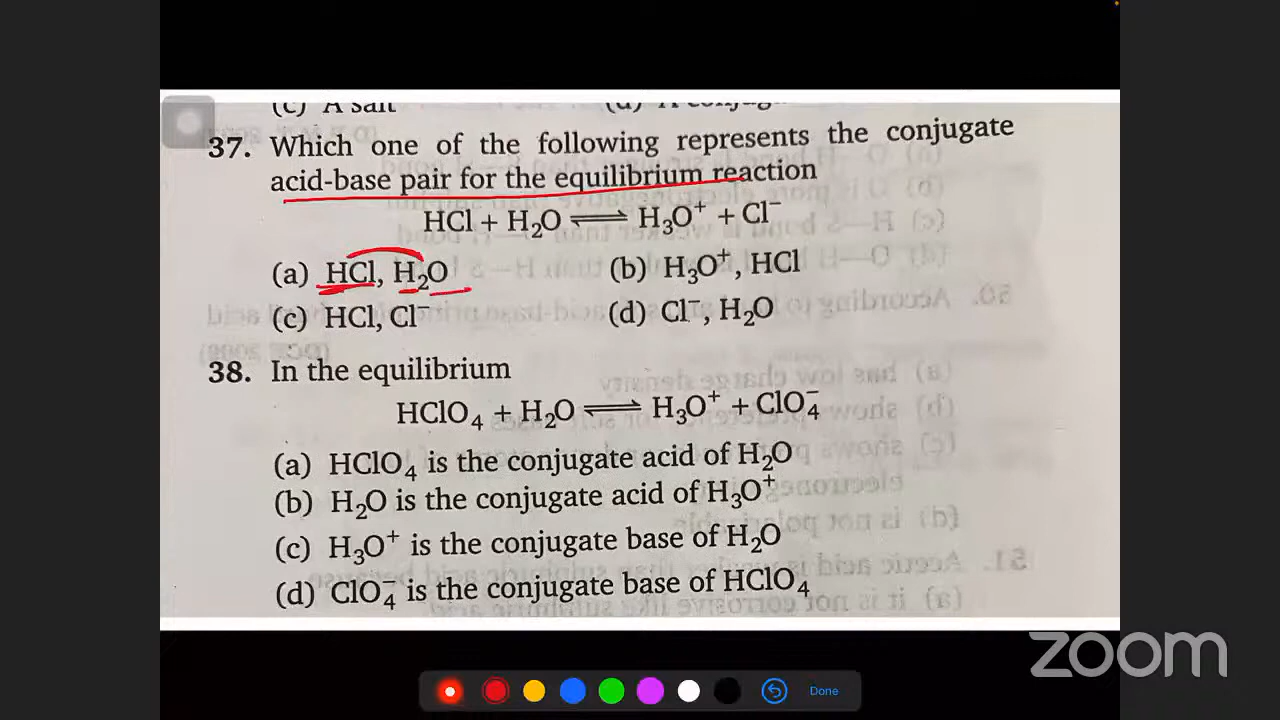 (c) A salt
37. Which one of the following represents the conjugate
acid-base pair for the equilibrium reaction
HCl + H₂O ⇌ H₃O⁺ + Cl⁻
(a) HCl, H₂O (b) H₃O⁺, HCl
(c) HCl, Cl⁻ (d) Cl⁻, H₂O
38. In the equilibrium
HClO₄ + H₂O ⇌ H₃O⁺ + ClO₄⁻
(a) HClO₄ is the conjugate acid of H₂O
(b) H₂O is the conjugate acid of H₃O⁺
(c) H₃O⁺ is the conjugate base of H₂O
(d) ClO₄⁻ is the conjugate base of HClO₄
zoom
Done